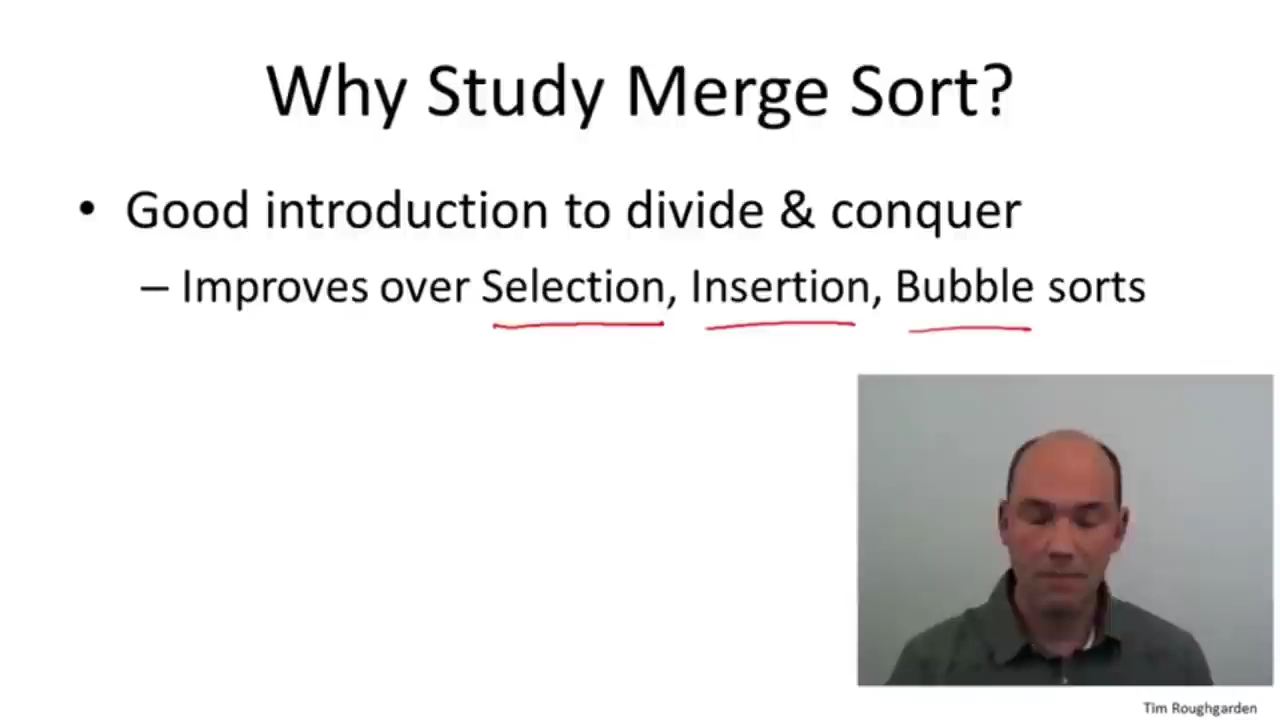 Why Study Merge Sort?
• Good introduction to divide & conquer
– Improves over Selection, Insertion, Bubble sorts
Tim Roughgarden